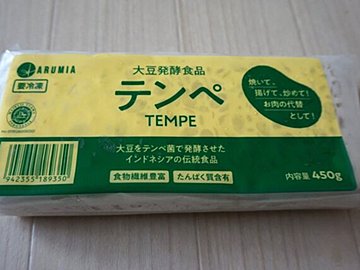 ARUMIA
要冷凍
大豆発酵食品
テンペ
TEMPE
焼いて、
揚げて、炒めて!
お肉の代替
として!
大豆をテンペ菌で発酵させた
インドネシアの伝統食品
食物繊維豊富
たんぱく質含有
内容量 450g
942355189350